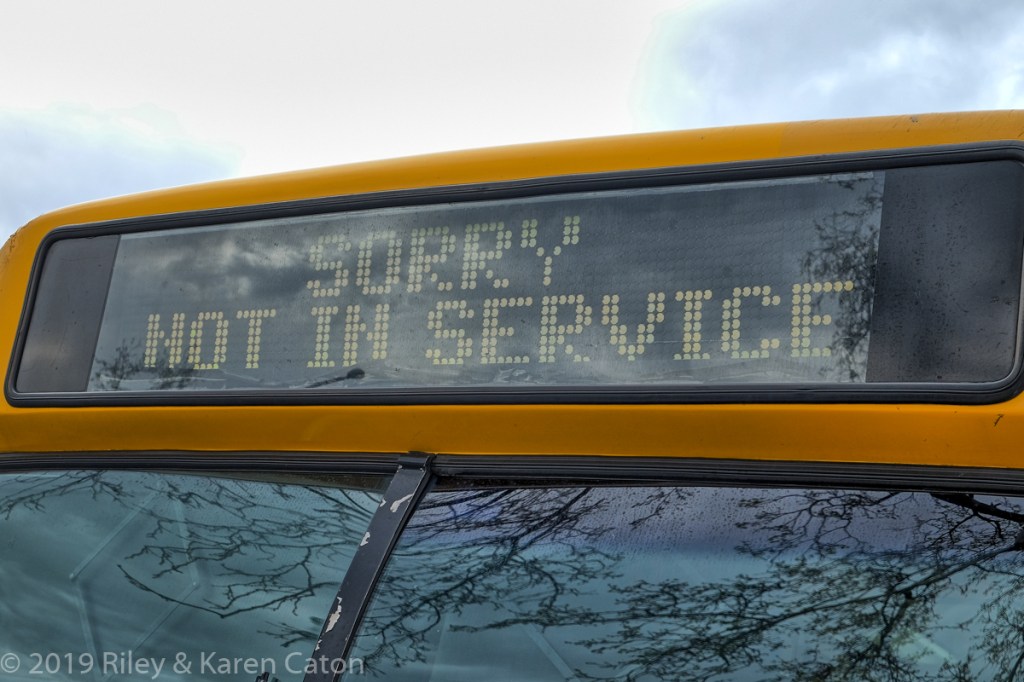 SORRY
NOT IN SERVICE
© 2019 Riley & Karen Caton